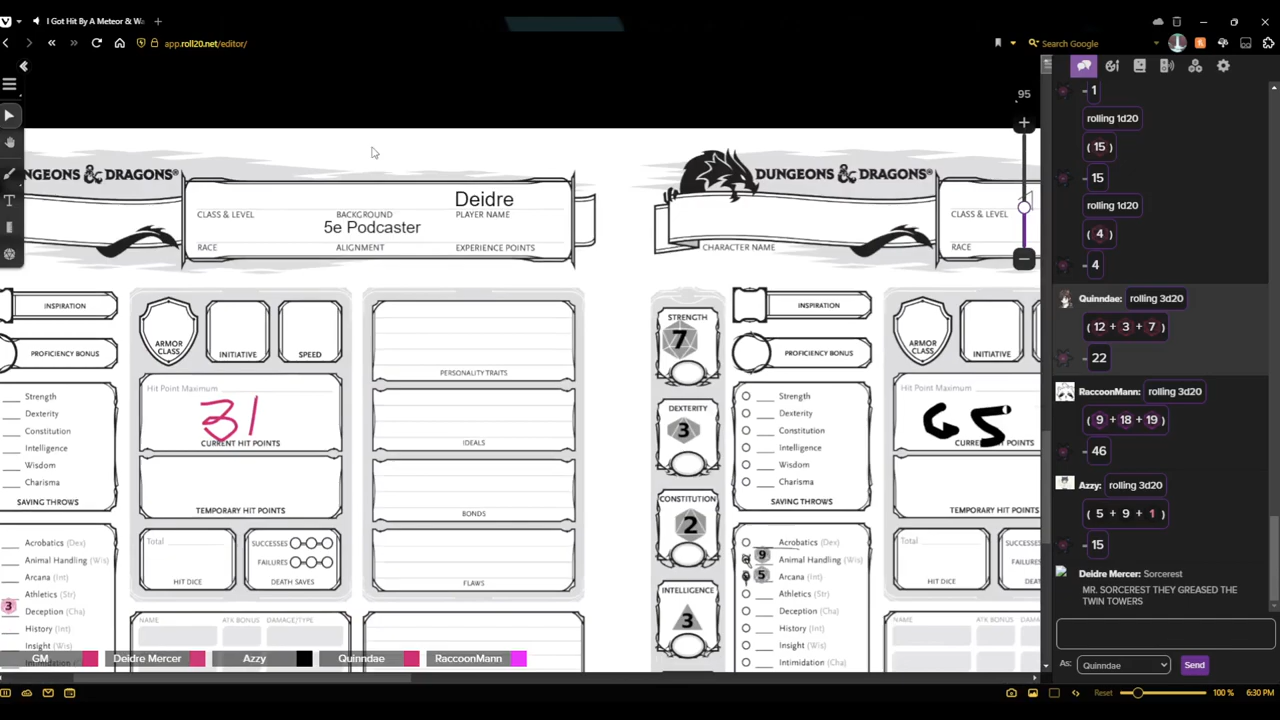 I Got Hit By A Meteor & Wa
app.roll20.net/editor/
Search Google
95
DUNGEONS & DRAGONS®
Deidre
CLASS & LEVEL
BACKGROUND
PLAYER NAME
5e Podcaster
RACE
ALIGNMENT
EXPERIENCE POINTS
INSPIRATION
PROFICIENCY BONUS
ARMOR CLASS
INITIATIVE
SPEED
Hit Point Maximum
31
CURRENT HIT POINTS
TEMPORARY HIT POINTS
Total
HIT DICE
SUCCESSES
FAILURES
DEATH SAVES
PERSONALITY TRAITS
IDEALS
BONDS
FLAWS
Strength
Dexterity
Constitution
Intelligence
Wisdom
Charisma
SAVING THROWS
Acrobatics (Dex)
Animal Handling (Wis)
Arcana (Int)
Athletics (Str)
3
Deception (Cha)
History (Int)
Insight (Wis)
NAME
ATK BONUS
DAMAGE/TYPE
DUNGEONS & DRAGONS®
CHARACTER NAME
CLASS & LEVEL
RACE
STRENGTH
7
DEXTERITY
3
CONSTITUTION
2
INTELLIGENCE
3
INSPIRATION
PROFICIENCY BONUS
Strength
Dexterity
Constitution
Intelligence
Wisdom
Charisma
SAVING THROWS
Acrobatics (Dex)
9 Animal Handling (Wis)
5 Arcana (Int)
Athletics (Str)
Deception (Cha)
History (Int)
Insight (Wis)
Intimidation (Cha)
ARMOR CLASS
INITIATIVE
Hit Point Maximum
65
TEMPORARY HIT POINTS
Total
HIT DICE
SUCCESSES
FAILURES
NAME
ATK BONUS
GM
Deidre Mercer
Azzy
Quinndae
RaccoonMann
= 1
rolling 1d20
( 15 )
= 15
rolling 1d20
( 4 )
= 4
Quinndae: rolling 3d20
( 12 + 3 + 7 )
= 22
RaccoonMann: rolling 3d20
( 9 + 18 + 19 )
= 46
Azzy: rolling 3d20
( 5 + 9 + 1 )
= 15
Deidre Mercer: Sorcerest
MR. SORCEREST THEY GREASED THE
TWIN TOWERS
As: Quinndae
Send
Reset
100 %
6:30 PM